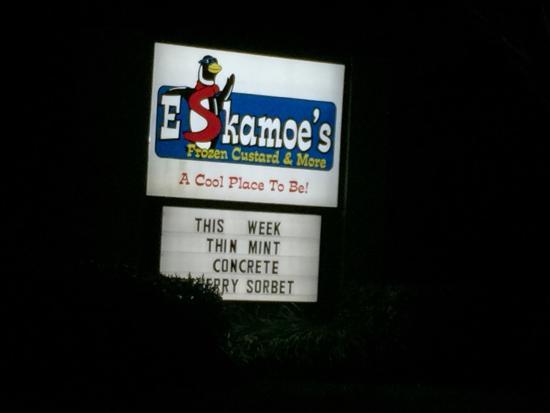 ESkamoe's
Frozen Custard & More
A Cool Place To Be!
THIS WEEK
THIN MINT
CONCRETE
SORBET